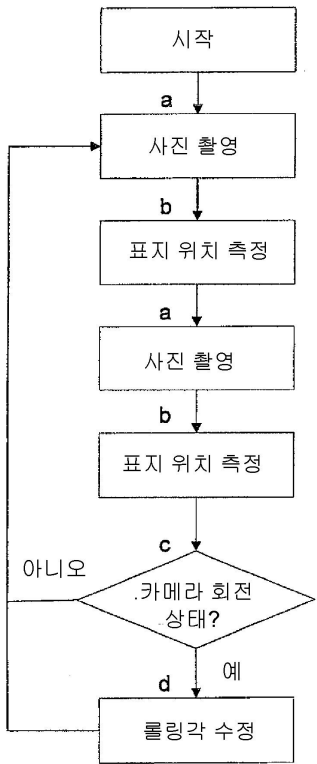 시작
a
사진 촬영
b
표지 위치 측정
a
사진 촬영
b
표지 위치 측정
c
아니오
카메라 회전
상태?
예
d
롤링각 수정